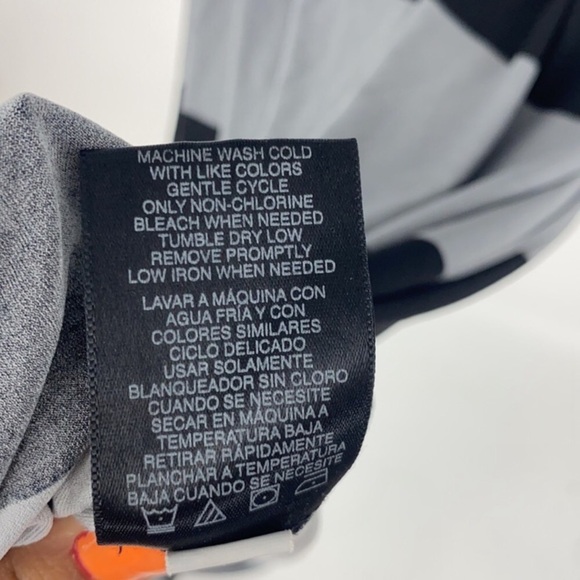 MACHINE WASH COLD
WITH LIKE COLORS
GENTLE CYCLE
ONLY NON-CHLORINE
BLEACH WHEN NEEDED
TUMBLE DRY LOW
REMOVE PROMPTLY
LOW IRON WHEN NEEDED
LAVAR A MÁQUINA CON
AGUA FRÍA Y CON
COLORES SIMILARES
CICLO DELICADO
USAR SOLAMENTE
BLANQUEADOR SIN CLORO
CUANDO SE NECESITE
SECAR EN MÁQUINA A
TEMPERATURA BAJA
RETIRAR RÁPIDAMENTE
PLANCHAR A TEMPERATURA
BAJA CUANDO SE NECESITE